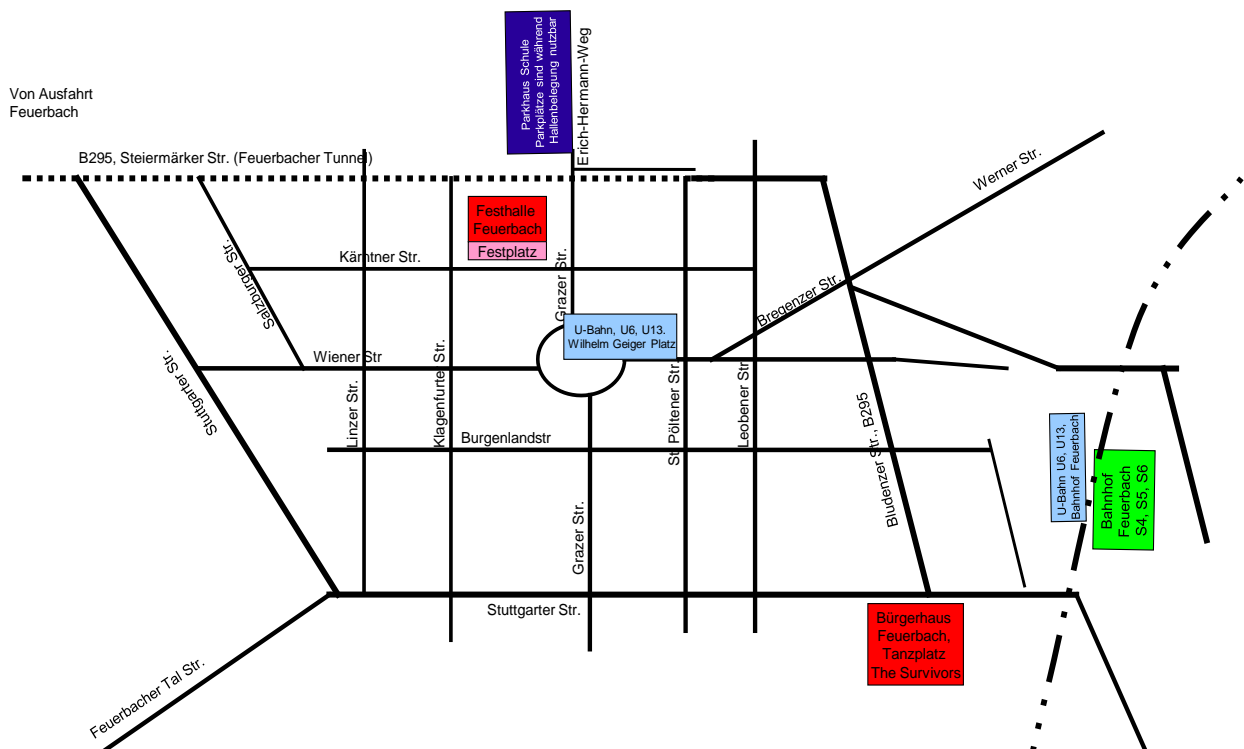 Parkhaus Schule
Parkplätze sind während
Hallenbelegung nutzbar
Erich-Hermann-Weg
Von Ausfahrt
Feuerbach
B295, Steiermärker Str. (Feuerbacher Tunnel)
Werner Str.
Festhalle
Feuerbach
Festplatz
Kärntner Str.
Salzburger Str.
Grazer Str.
Bregenzer Str.
U-Bahn, U6, U13.
Wilhelm Geiger Platz
Wiener Str
Stuttgarter Str.
Linzer Str.
Klagenfurter Str.
St. Pöltener Str.
Leobener Str.
Burgenlandstr
Bludenzer Str., B295
U-Bahn U6, U13,
Bahnhof Feuerbach
Bahnhof
Feuerbach
S4, S5, S6
Grazer Str.
Stuttgarter Str.
Bürgerhaus
Feuerbach,
Tanzplatz
The Survivors
Feuerbacher Tal Str.